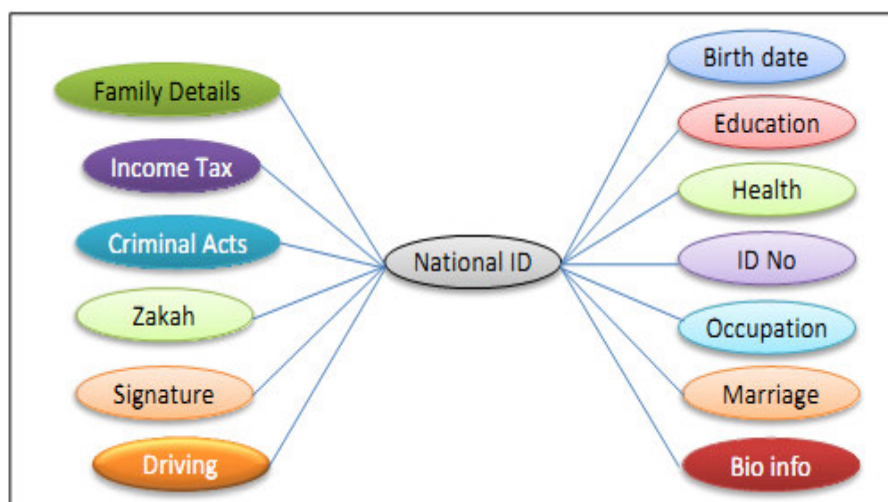 Family Details
Income Tax
Criminal Acts
Zakah
Signature
Driving
National ID
Birth date
Education
Health
ID No
Occupation
Marriage
Bio info